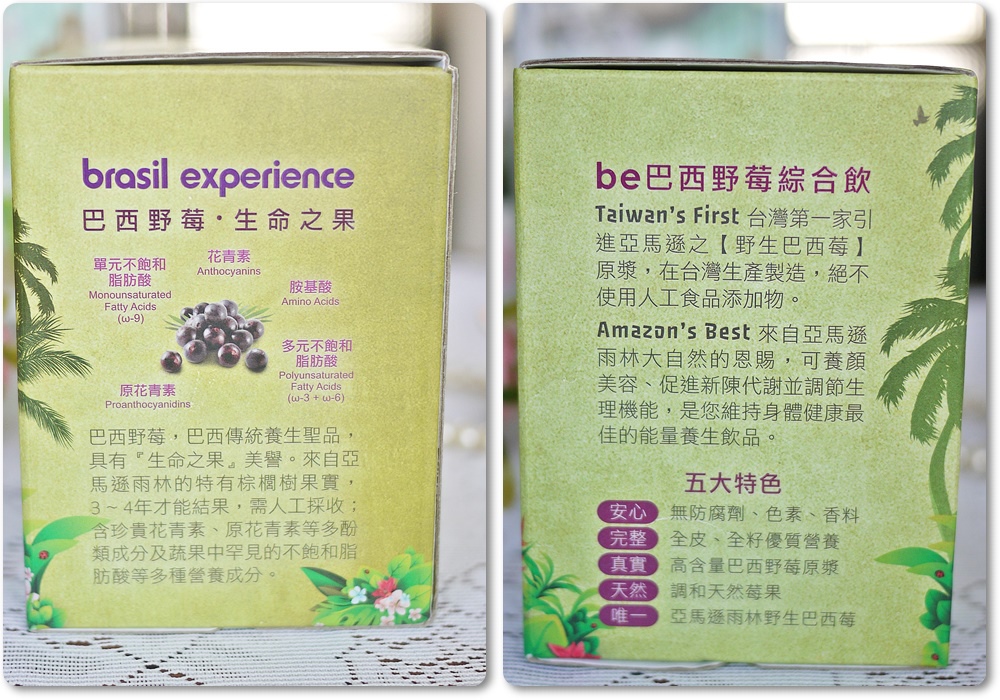 brasil experience
巴西野莓·生命之果
花青素
Anthocyanins
單元不飽和
脂肪酸
Monounsaturated
Fatty Acids
(ω-9)
胺基酸
Amino Acids
多元不飽和
脂肪酸
Polyunsaturated
Fatty Acids
(ω-3 + ω-6)
原花青素
Proanthocyanidins
巴西野莓，巴西傳統養生聖品，
具有『生命之果』美譽。來自亞
馬遜雨林的特有棕櫚樹果實，
3～4年才能結果，需人工採收；
含珍貴花青素、原花青素等多酚
類成分及蔬果中罕見的不飽和脂
肪酸等多種營養成分。
be巴西野莓綜合飲
Taiwan's First 台灣第一家引
進亞馬遜之【野生巴西莓】
原漿，在台灣生產製造，絕不
使用人工食品添加物。
Amazon's Best 來自亞馬遜
雨林大自然的恩賜，可養顏
美容、促進新陳代謝並調節生
理機能，是您維持身體健康最
佳的能量養生飲品。
五大特色
安心 無防腐劑、色素、香料
完整 全皮、全籽優質營養
真實 高含量巴西野莓原漿
天然 調和天然莓果
唯一 亞馬遜雨林野生巴西莓